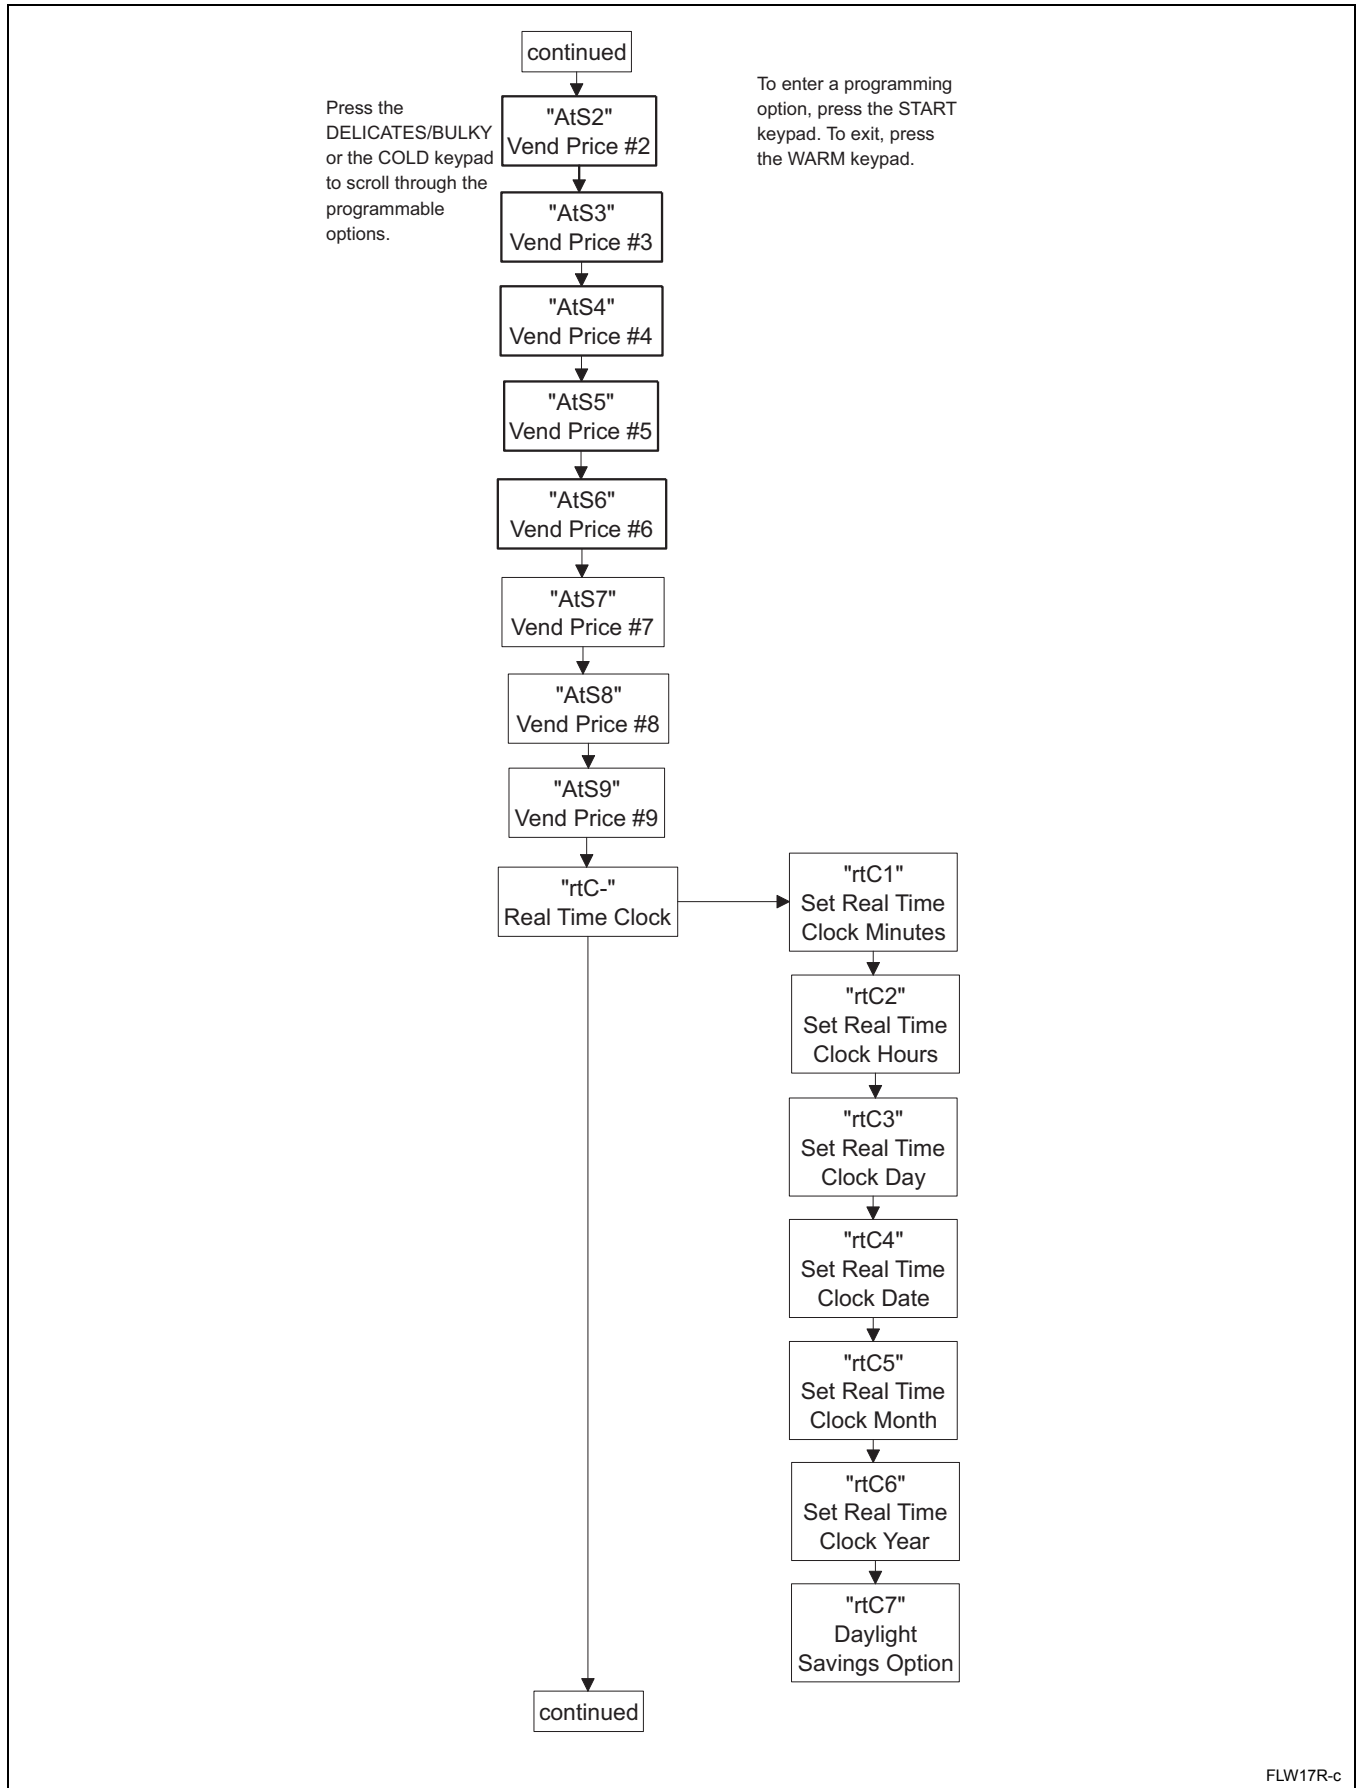 continued
Press the
DELICATES/BULKY
or the COLD keypad
to scroll through the
programmable
options.
To enter a programming
option, press the START
keypad. To exit, press
the WARM keypad.
"AtS2"
Vend Price #2
"AtS3"
Vend Price #3
"AtS4"
Vend Price #4
"AtS5"
Vend Price #5
"AtS6"
Vend Price #6
"AtS7"
Vend Price #7
"AtS8"
Vend Price #8
"AtS9"
Vend Price #9
"rtC-"
Real Time Clock
"rtC1"
Set Real Time
Clock Minutes
"rtC2"
Set Real Time
Clock Hours
"rtC3"
Set Real Time
Clock Day
"rtC4"
Set Real Time
Clock Date
"rtC5"
Set Real Time
Clock Month
"rtC6"
Set Real Time
Clock Year
"rtC7"
Daylight
Savings Option
continued
FLW17R-c